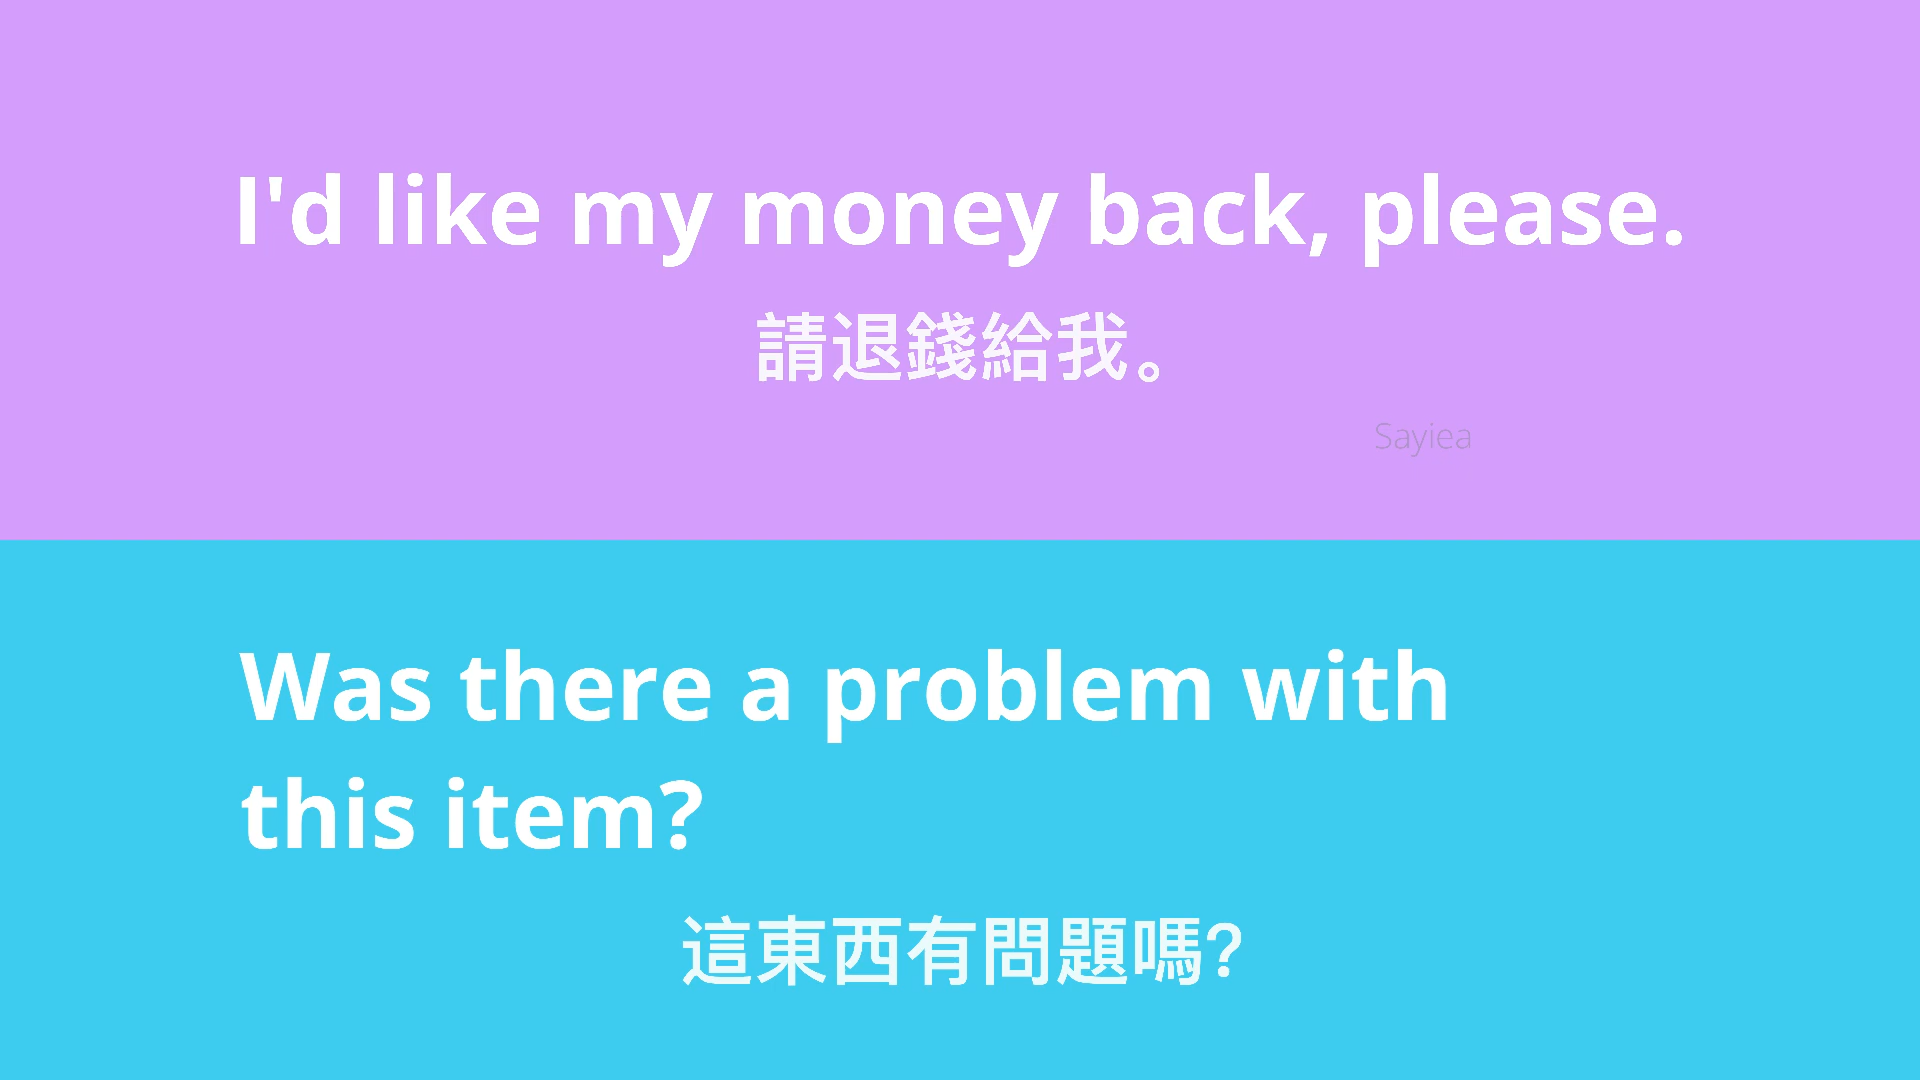 I'd like my money back, please.
請退錢給我。
Sayiea
Was there a problem with
this item?
這東西有問題嗎?